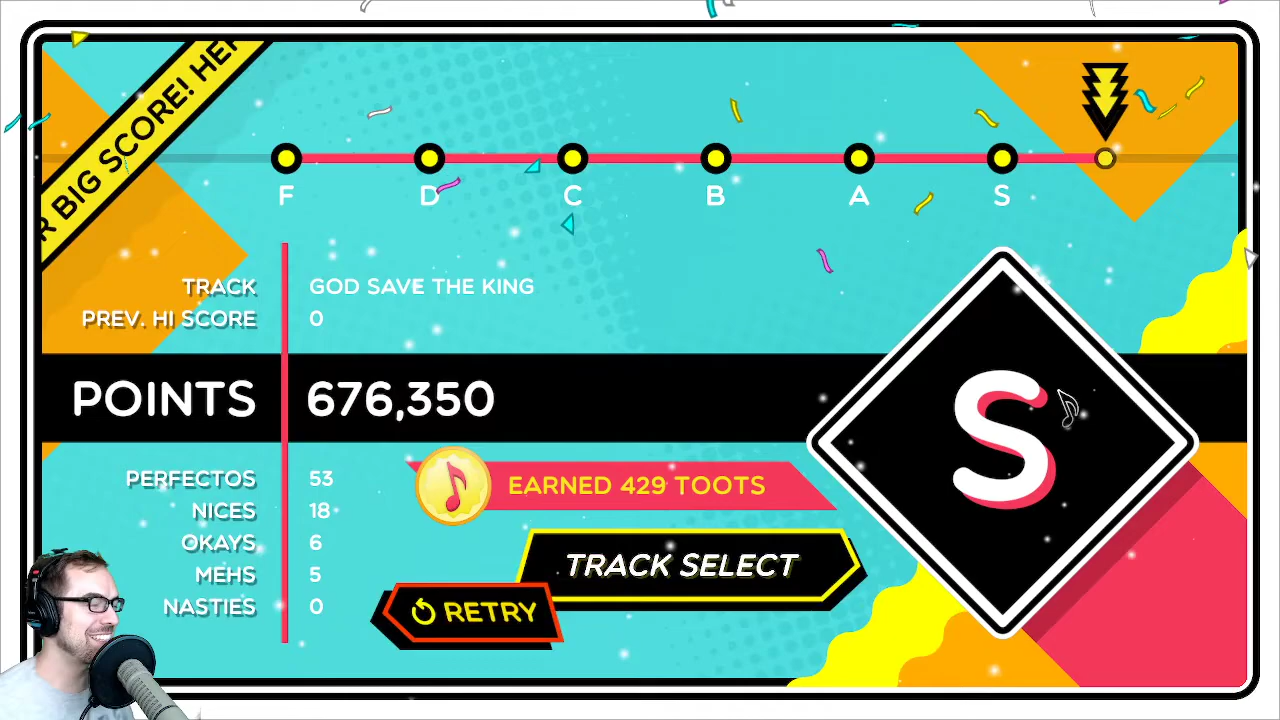 R BIG SCORE! HE
F D C B A S
TRACK GOD SAVE THE KING
PREV. HI SCORE 0
POINTS 676,350
S
PERFECTOS 53
NICES 18
OKAYS 6
MEHS 5
NASTIES 0
EARNED 429 TOOTS
TRACK SELECT
RETRY